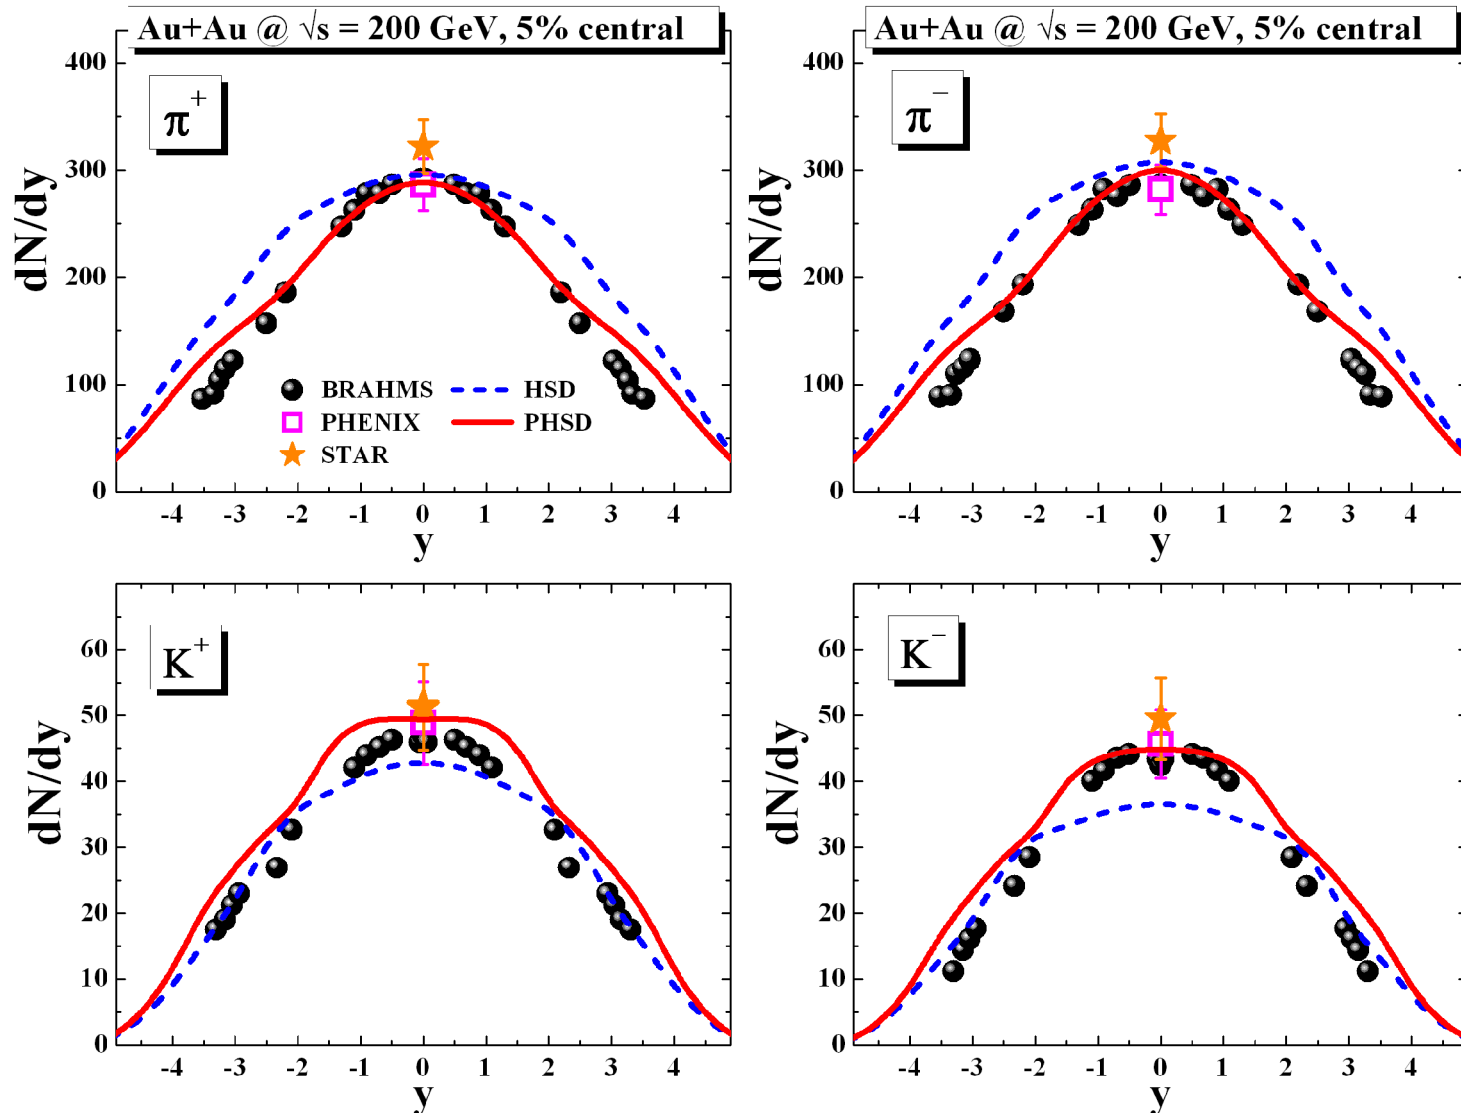 Au+Au @ √s = 200 GeV, 5% central
Au+Au @ √s = 200 GeV, 5% central
400
300
200
100
0
dN/dy
π+
BRAHMS
HSD
PHENIX
PHSD
STAR
-4 -3 -2 -1 0 1 2 3 4
y
400
300
200
100
0
dN/dy
π−
-4 -3 -2 -1 0 1 2 3 4
y
60
50
40
30
20
10
0
dN/dy
K+
-4 -3 -2 -1 0 1 2 3 4
y
60
50
40
30
20
10
0
dN/dy
K−
-4 -3 -2 -1 0 1 2 3 4
y